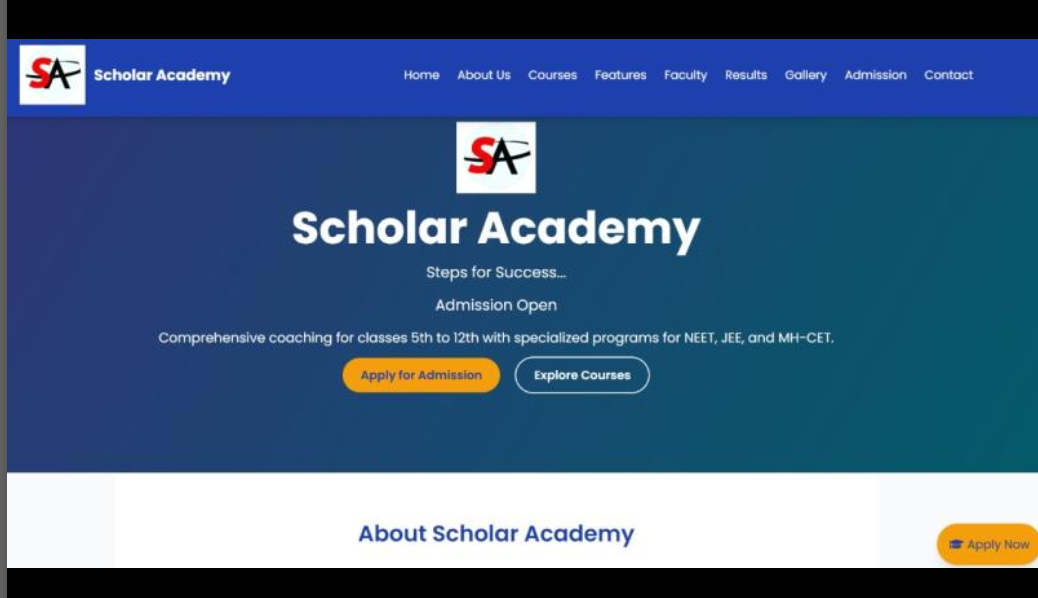 SA Scholar Academy Home About Us Courses Features Faculty Results Gallery Admission Contact
SA
Scholar Academy
Steps for Success...
Admission Open
Comprehensive coaching for classes 5th to 12th with specialized programs for NEET, JEE, and MH-CET.
Apply for Admission Explore Courses
About Scholar Academy
Apply Now